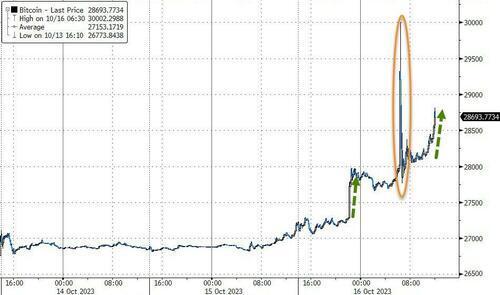 Bitcoin - Last Price 28693.7734
High on 10/16 06:30 30002.2988
Average 27153.1719
Low on 10/13 16:10 26773.8438
30000
29500
29000
28693.7734
28500
28000
27500
27000
26500
16:00 00:00 08:00 16:00 00:00 08:00 16:00 00:00 08:00
14 Oct 2023 15 Oct 2023 16 Oct 2023